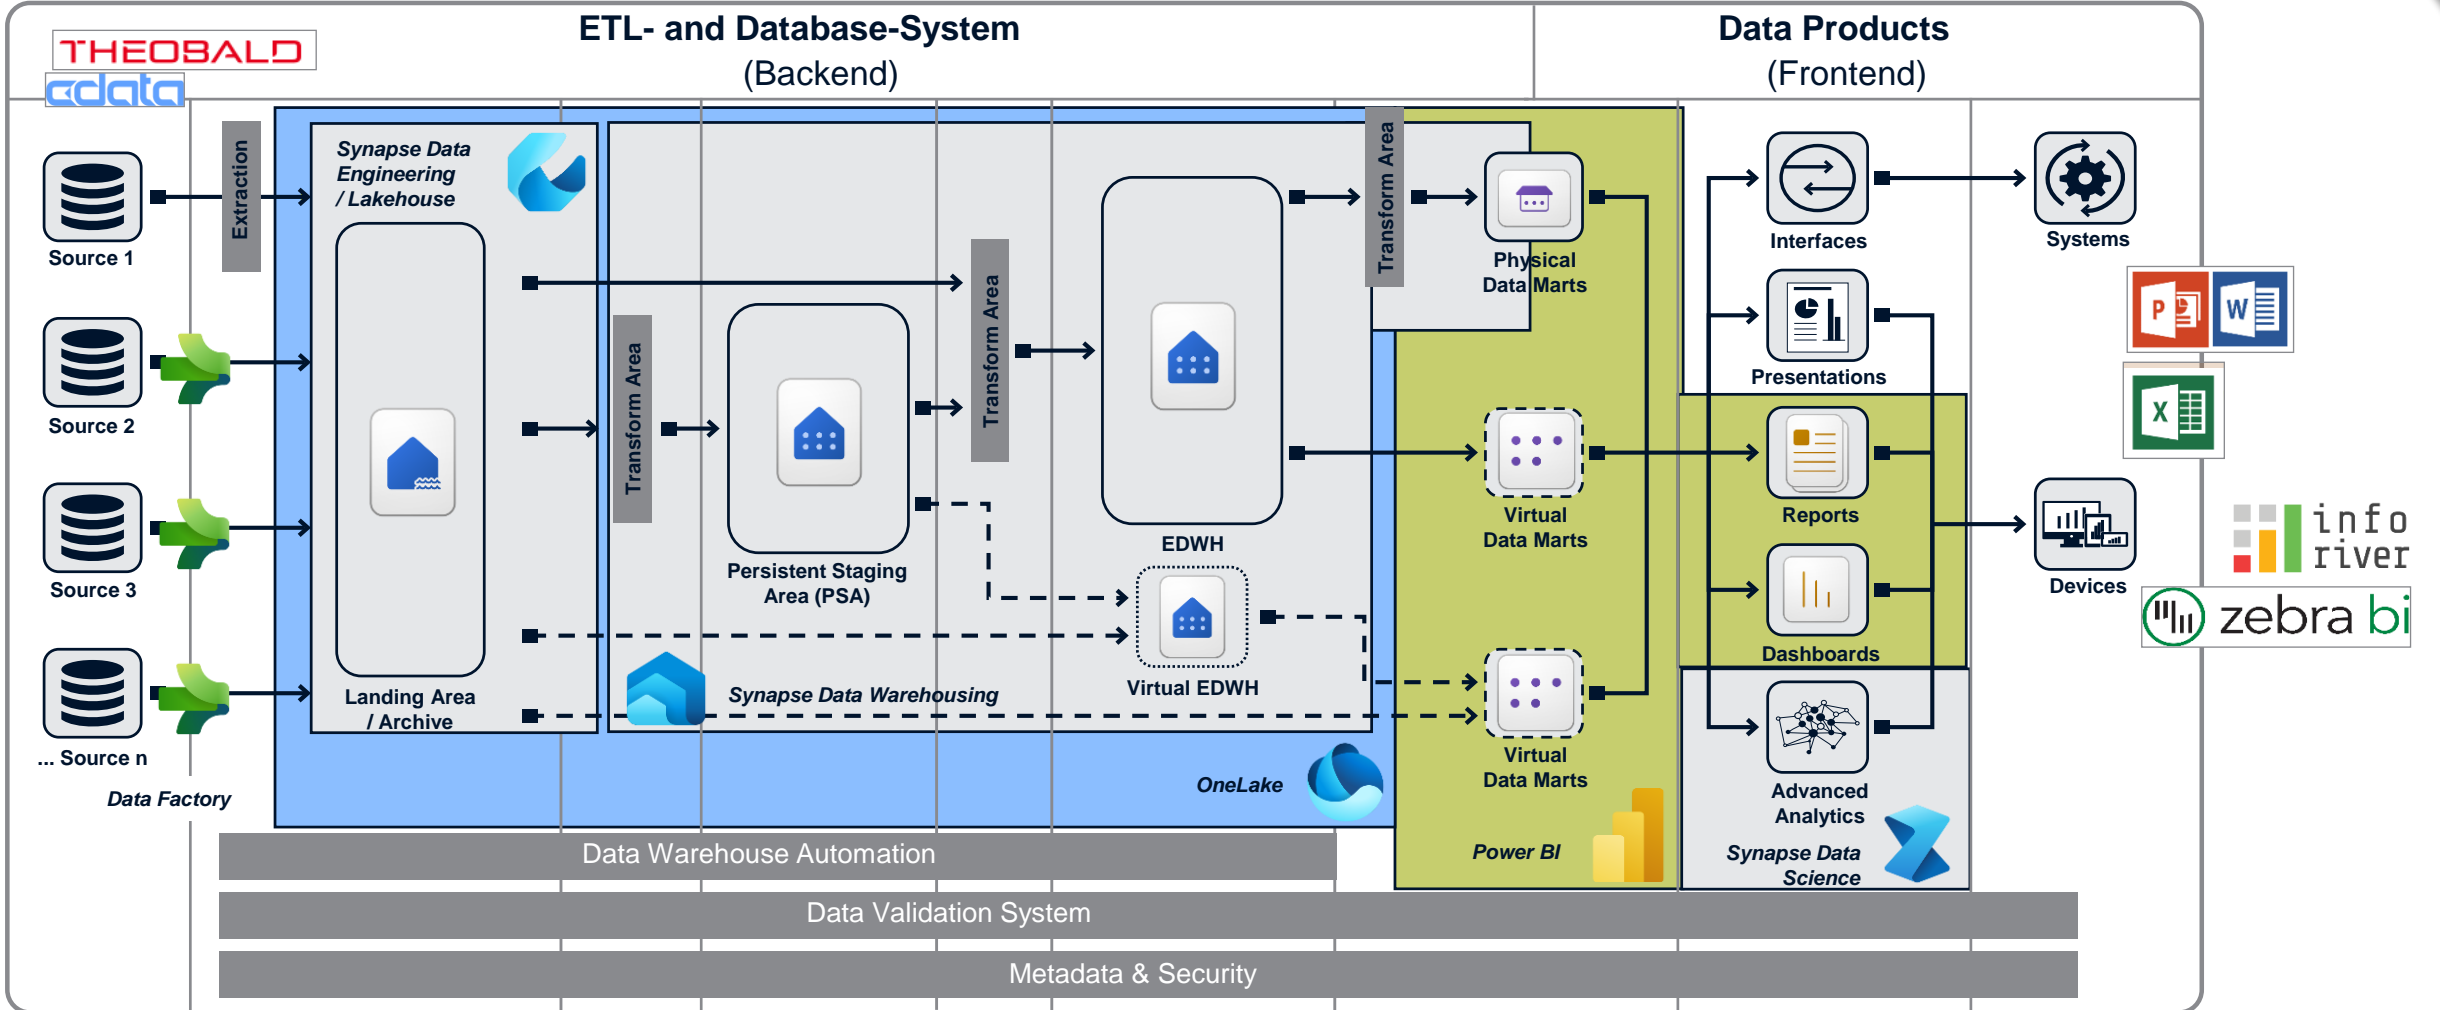 ETL- and Database-System
(Backend)
Data Products
(Frontend)
THEOBALD
cdata
Extraction
Synapse Data
Engineering
/ Lakehouse
Source 1
Source 2
Source 3
... Source n
Data Factory
Landing Area
/ Archive
Transform Area
Persistent Staging
Area (PSA)
Synapse Data Warehousing
Transform Area
EDWH
Virtual EDWH
OneLake
Transform Area
Physical
Data Marts
Virtual
Data Marts
Virtual
Data Marts
Power BI
Interfaces
Presentations
Reports
Dashboards
Advanced
Analytics
Synapse Data
Science
Systems
Devices
P
W
X
info
river
zebra bi
Data Warehouse Automation
Data Validation System
Metadata & Security